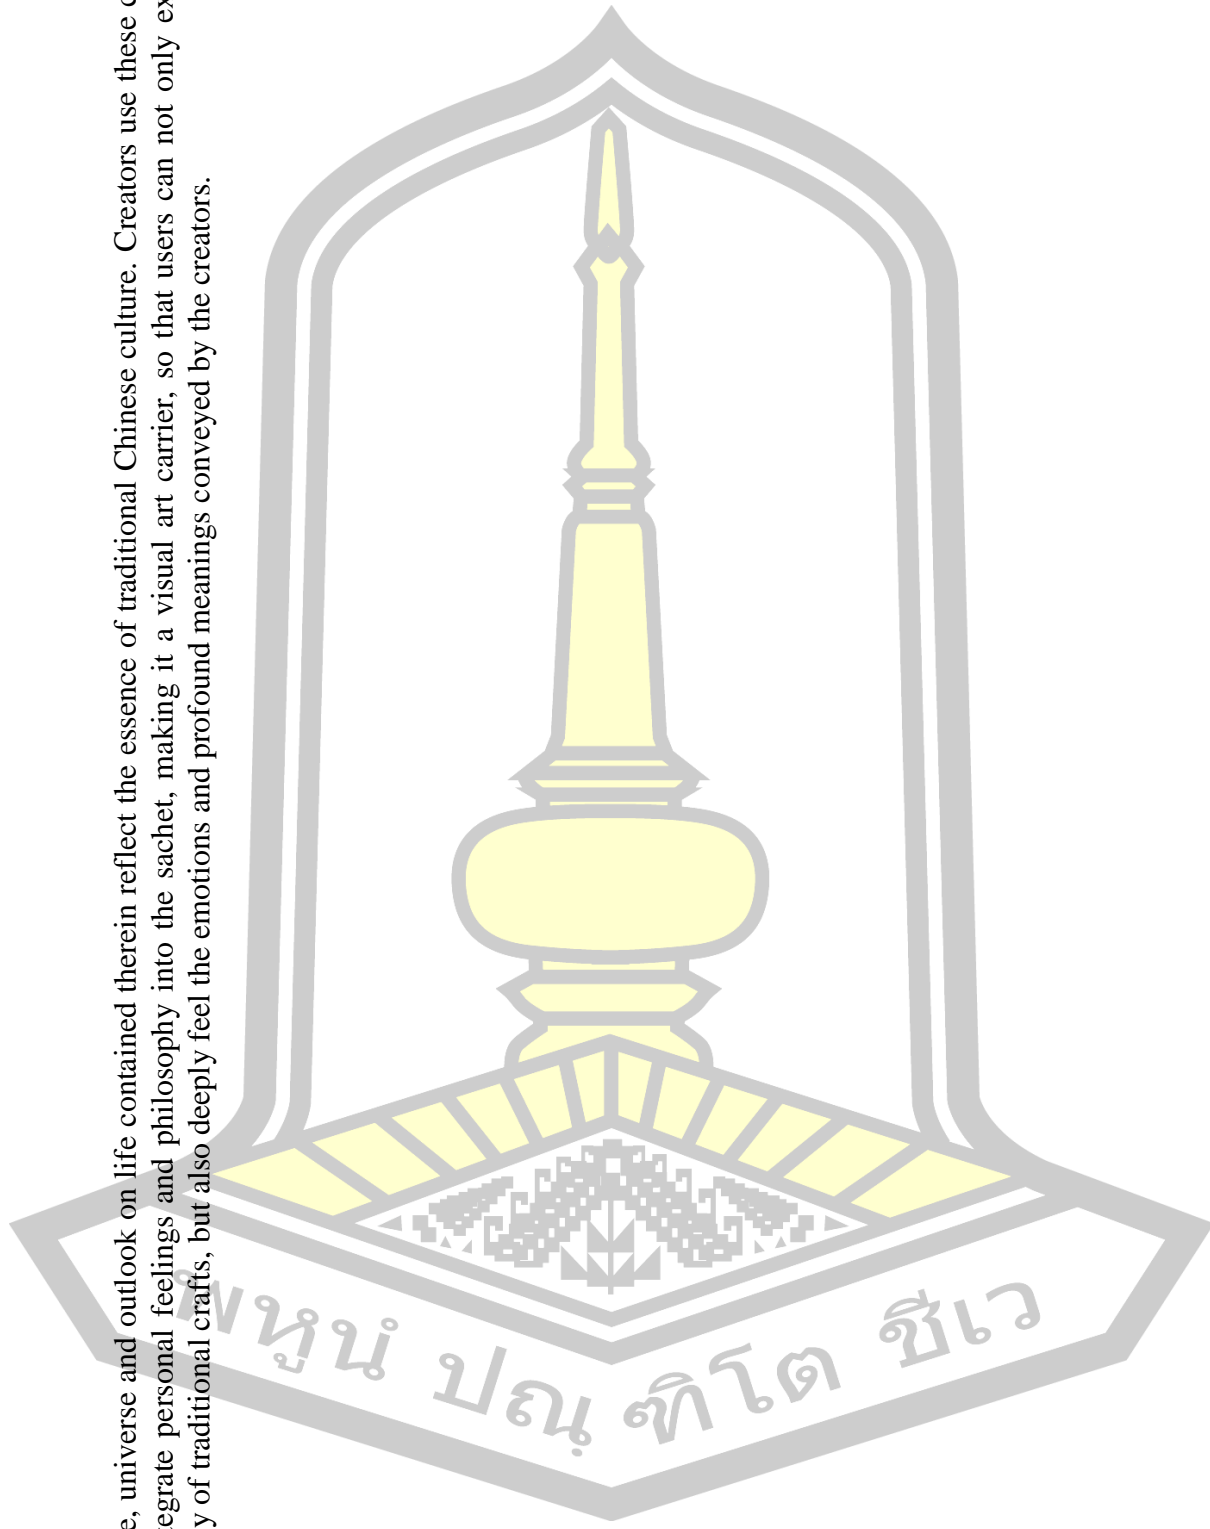 e, universe and outlook on life contained therein reflect the essence of traditional Chinese culture. Creators use these c
tegrate personal feelings and philosophy into the sachet, making it a visual art carrier, so that users can not only ex
y of traditional crafts, but also deeply feel the emotions and profound meanings conveyed by the creators.
พหูนํ ปณฺฑิโต ชีเว